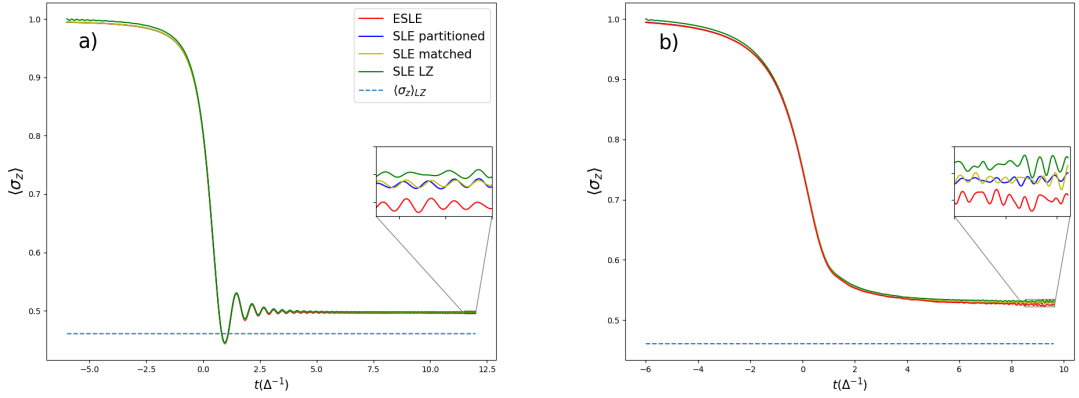 a)
ESLE
SLE partitioned
SLE matched
SLE LZ
⟨σz⟩LZ
1.0
0.9
0.8
0.7
0.6
0.5
⟨σz⟩
−5.0 −2.5 0.0 2.5 5.0 7.5 10.0 12.5
t(Δ⁻¹)
b)
1.0
0.9
0.8
0.7
0.6
0.5
⟨σz⟩
−6 −4 −2 0 2 4 6 8 10
t(Δ⁻¹)